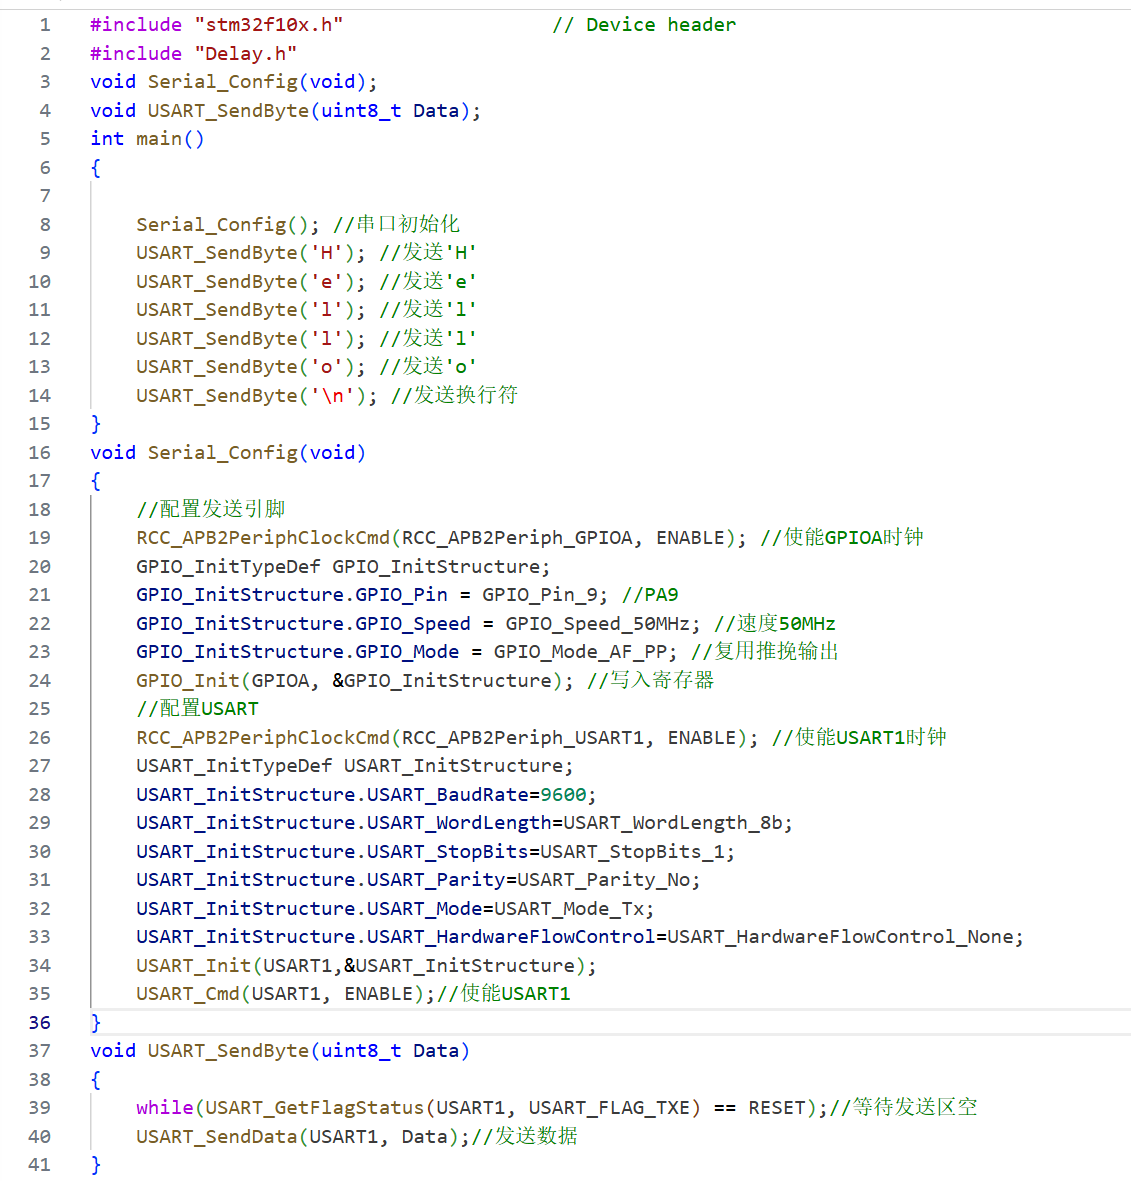 1 #include "stm32f10x.h" // Device header
2 #include "Delay.h"
3 void Serial_Config(void);
4 void USART_SendByte(uint8_t Data);
5 int main()
6 {
7
8 Serial_Config(); //串口初始化
9 USART_SendByte('H'); //发送'H'
10 USART_SendByte('e'); //发送'e'
11 USART_SendByte('l'); //发送'l'
12 USART_SendByte('l'); //发送'l'
13 USART_SendByte('o'); //发送'o'
14 USART_SendByte('\n'); //发送换行符
15 }
16 void Serial_Config(void)
17 {
18 //配置发送引脚
19 RCC_APB2PeriphClockCmd(RCC_APB2Periph_GPIOA, ENABLE); //使能GPIOA时钟
20 GPIO_InitTypeDef GPIO_InitStructure;
21 GPIO_InitStructure.GPIO_Pin = GPIO_Pin_9; //PA9
22 GPIO_InitStructure.GPIO_Speed = GPIO_Speed_50MHz; //速度50MHz
23 GPIO_InitStructure.GPIO_Mode = GPIO_Mode_AF_PP; //复用推挽输出
24 GPIO_Init(GPIOA, &GPIO_InitStructure); //写入寄存器
25 //配置USART
26 RCC_APB2PeriphClockCmd(RCC_APB2Periph_USART1, ENABLE); //使能USART1时钟
27 USART_InitTypeDef USART_InitStructure;
28 USART_InitStructure.USART_BaudRate=9600;
29 USART_InitStructure.USART_WordLength=USART_WordLength_8b;
30 USART_InitStructure.USART_StopBits=USART_StopBits_1;
31 USART_InitStructure.USART_Parity=USART_Parity_No;
32 USART_InitStructure.USART_Mode=USART_Mode_Tx;
33 USART_InitStructure.USART_HardwareFlowControl=USART_HardwareFlowControl_None;
34 USART_Init(USART1,&USART_InitStructure);
35 USART_Cmd(USART1, ENABLE);//使能USART1
36 }
37 void USART_SendByte(uint8_t Data)
38 {
39 while(USART_GetFlagStatus(USART1, USART_FLAG_TXE) == RESET);//等待发送区空
40 USART_SendData(USART1, Data);//发送数据
41 }